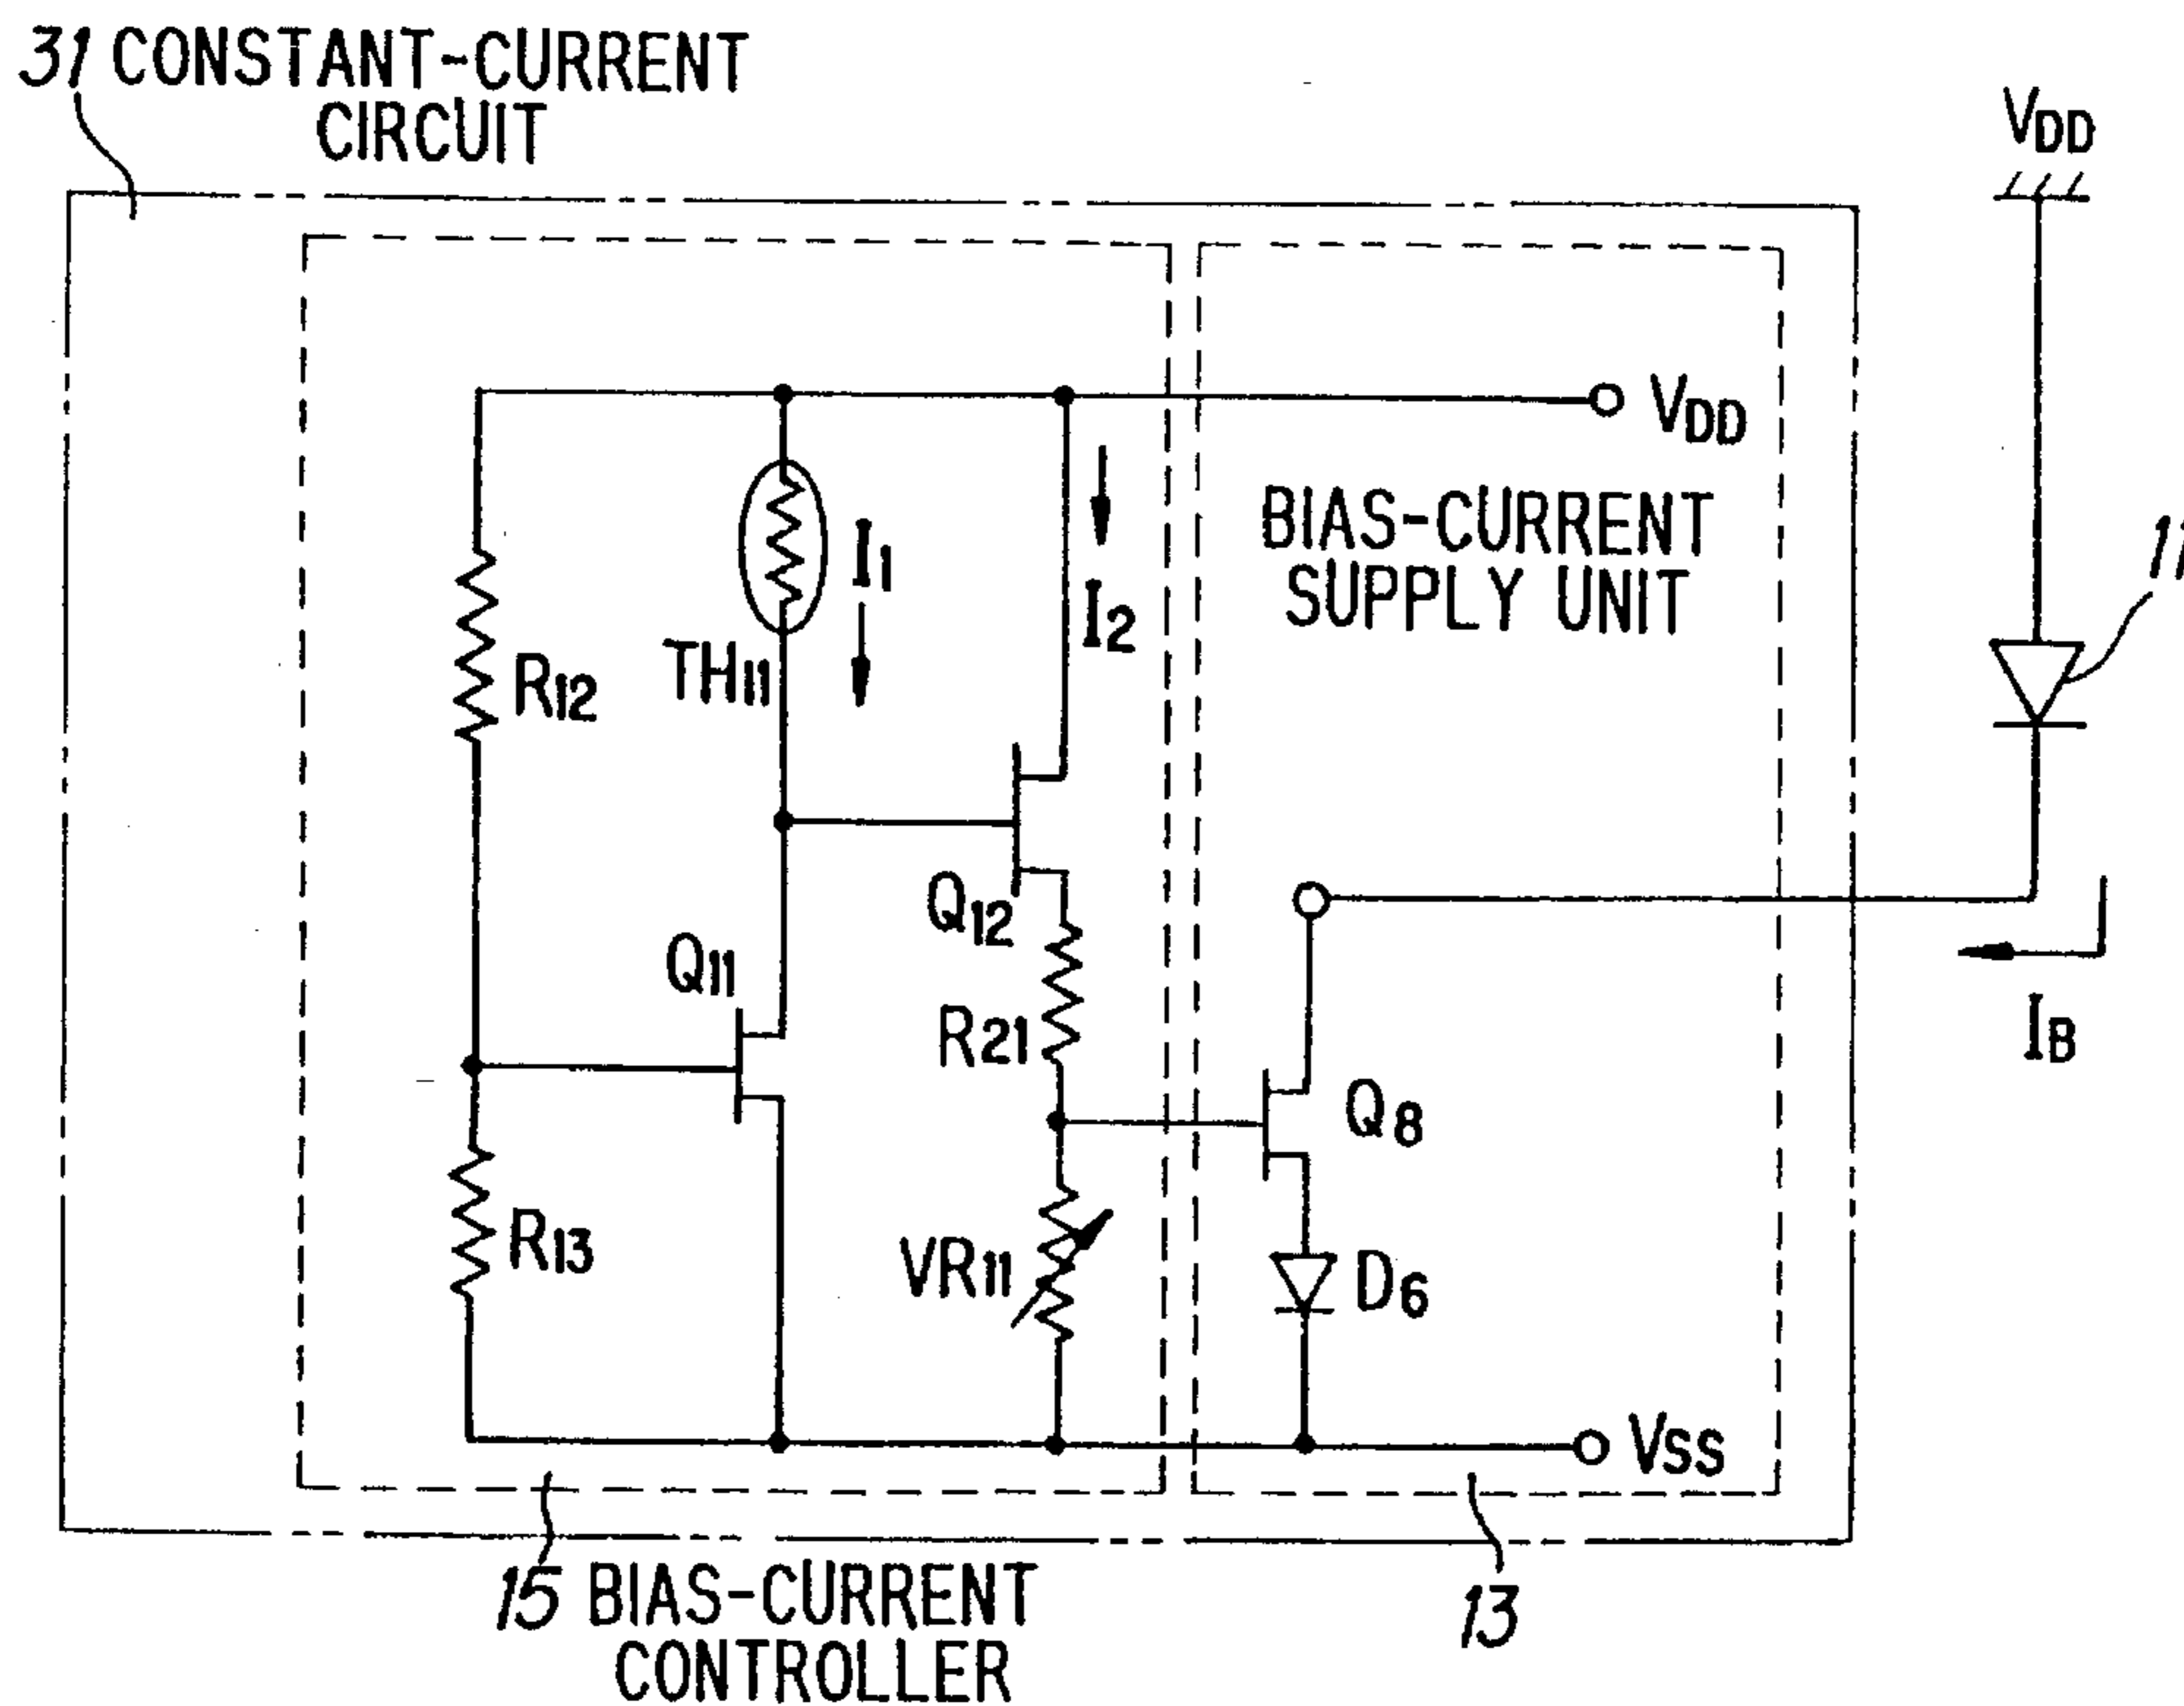 31 CONSTANT-CURRENT
CIRCUIT
VDD
VDD
BIAS-CURRENT
SUPPLY UNIT
11
I1
I2
TH11
R12
Q12
Q11
R21
IB
Q8
R13
VR11
D6
VSS
15 BIAS-CURRENT
CONTROLLER
13